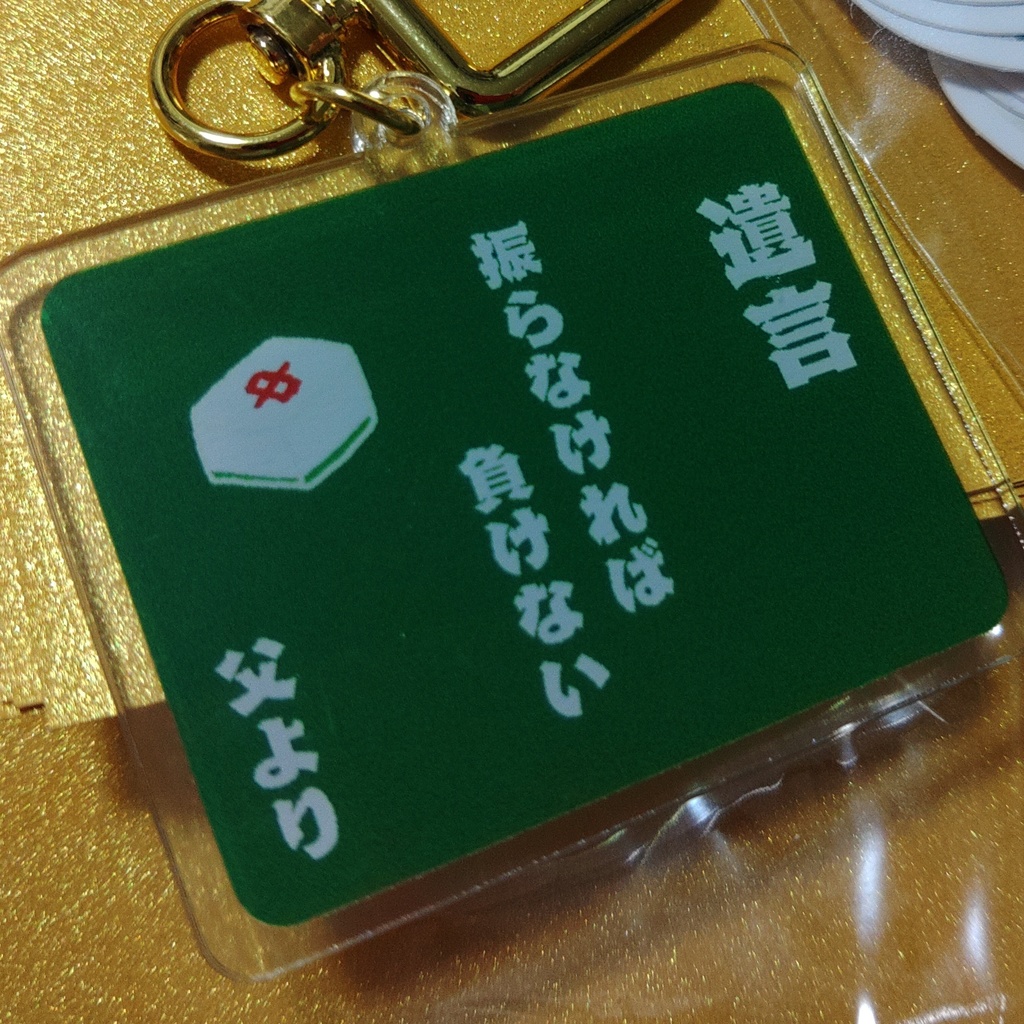 遺言
振らなければ
負けない
父より
中